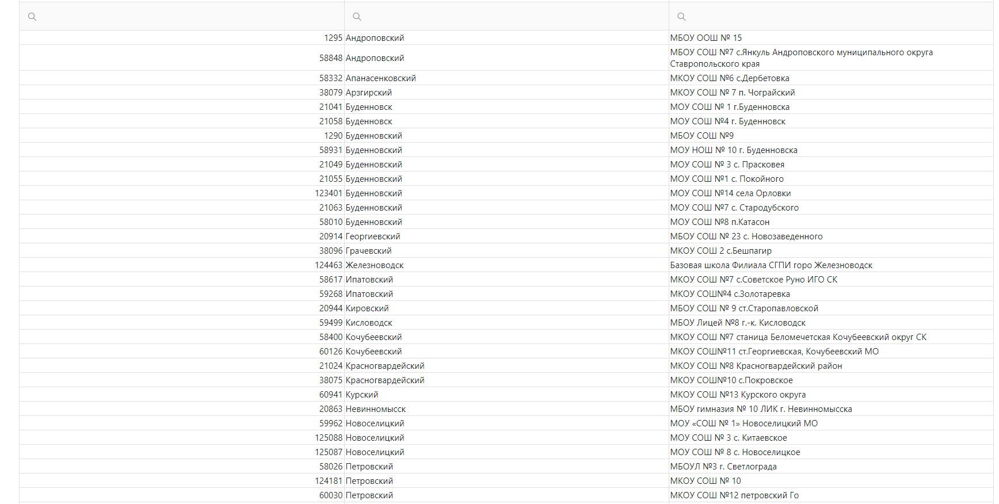 1295 Андроповский МБОУ ООШ № 15
58848 Андроповский МБОУ СОШ №7 с.Янкуль Андроповского муниципального округа
Ставропольского края
58332 Апанасенковский МКОУ СОШ №6 с.Дербетовка
38079 Арзгирский МКОУ СОШ № 7 п. Чограйский
21041 Буденновск МОУ СОШ № 1 г.Буденновска
21058 Буденновск МОУ СОШ №4 г. Буденновск
1290 Буденновский МБОУ СОШ №9
58931 Буденновский МОУ НОШ № 10 г. Буденновска
21049 Буденновский МОУ СОШ № 3 с. Прасковея
21055 Буденновский МОУ СОШ №1 с. Покойного
123401 Буденновский МОУ СОШ №14 села Орловки
21063 Буденновский МОУ СОШ №7 с. Стародубского
58010 Буденновский МОУ СОШ №8 п.Катасон
20914 Георгиевский МБОУ СОШ № 23 с. Новозаведенного
38096 Грачевский МКОУ СОШ 2 с.Бешпагир
124463 Железноводск Базовая школа Филиала СГПИ горо Железноводск
58617 Ипатовский МКОУ СОШ №7 с.Советское Руно ИГО СК
59268 Ипатовский МКОУ СОШ№4 с.Золотаревка
20944 Кировский МБОУ СОШ № 9 ст.Старопавловской
59499 Кисловодск МБОУ Лицей №8 г.-к. Кисловодск
58400 Кочубеевский МКОУ СОШ №7 станица Беломечетская Кочубеевский округ СК
60126 Кочубеевский МКОУ СОШ№11 ст.Георгиевская, Кочубеевский МО
21024 Красногвардейский МКОУ СОШ №8 Красногвардейский район
38075 Красногвардейский МКОУ СОШ№10 с.Покровское
60941 Курский МКОУ СОШ №13 Курского округа
20863 Невинномысск МБОУ гимназия № 10 ЛИК г. Невинномысска
59962 Новоселицкий МОУ «СОШ № 1» Новоселицкий МО
125088 Новоселицкий МОУ СОШ № 3 с. Китаевское
125087 Новоселицкий МОУ СОШ № 8 с. Новоселицкое
58026 Петровский МБОУЛ №3 г. Светлограда
124181 Петровский МКОУ СОШ № 10
60030 Петровский МКОУ СОШ №12 петровский Го